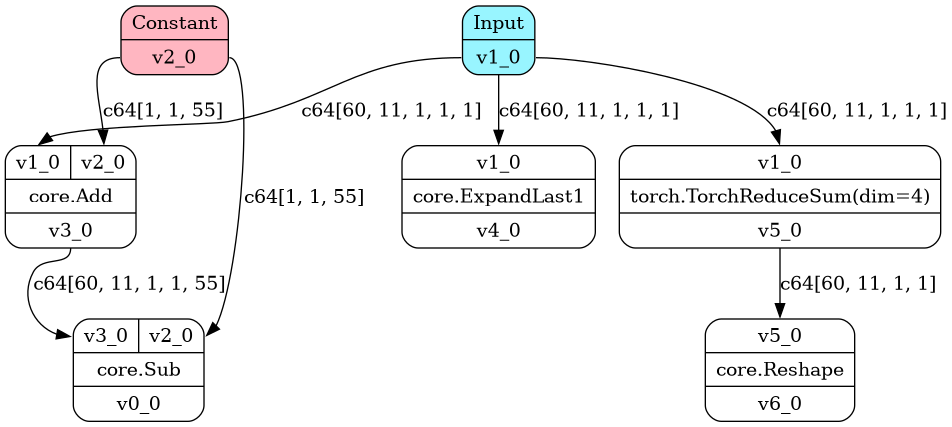 Constant
v2_0
Input
v1_0
c64[1, 1, 55]
c64[60, 11, 1, 1, 1]
c64[60, 11, 1, 1, 1]
c64[60, 11, 1, 1, 1]
v1_0 v2_0
core.Add
v3_0
c64[1, 1, 55]
v1_0
core.ExpandLast1
v4_0
v1_0
torch.TorchReduceSum(dim=4)
v5_0
c64[60, 11, 1, 1, 55]
c64[60, 11, 1, 1]
v3_0 v2_0
core.Sub
v0_0
v5_0
core.Reshape
v6_0